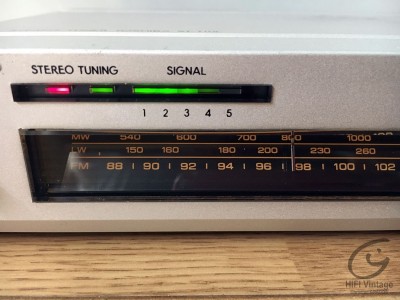 STEREO TUNING SIGNAL
1 2 3 4 5
MW 540 600 700 800 1000
LW 150 160 180 200 230 260
FM 88 90 92 94 96 98 100 102
HIFI Vintage